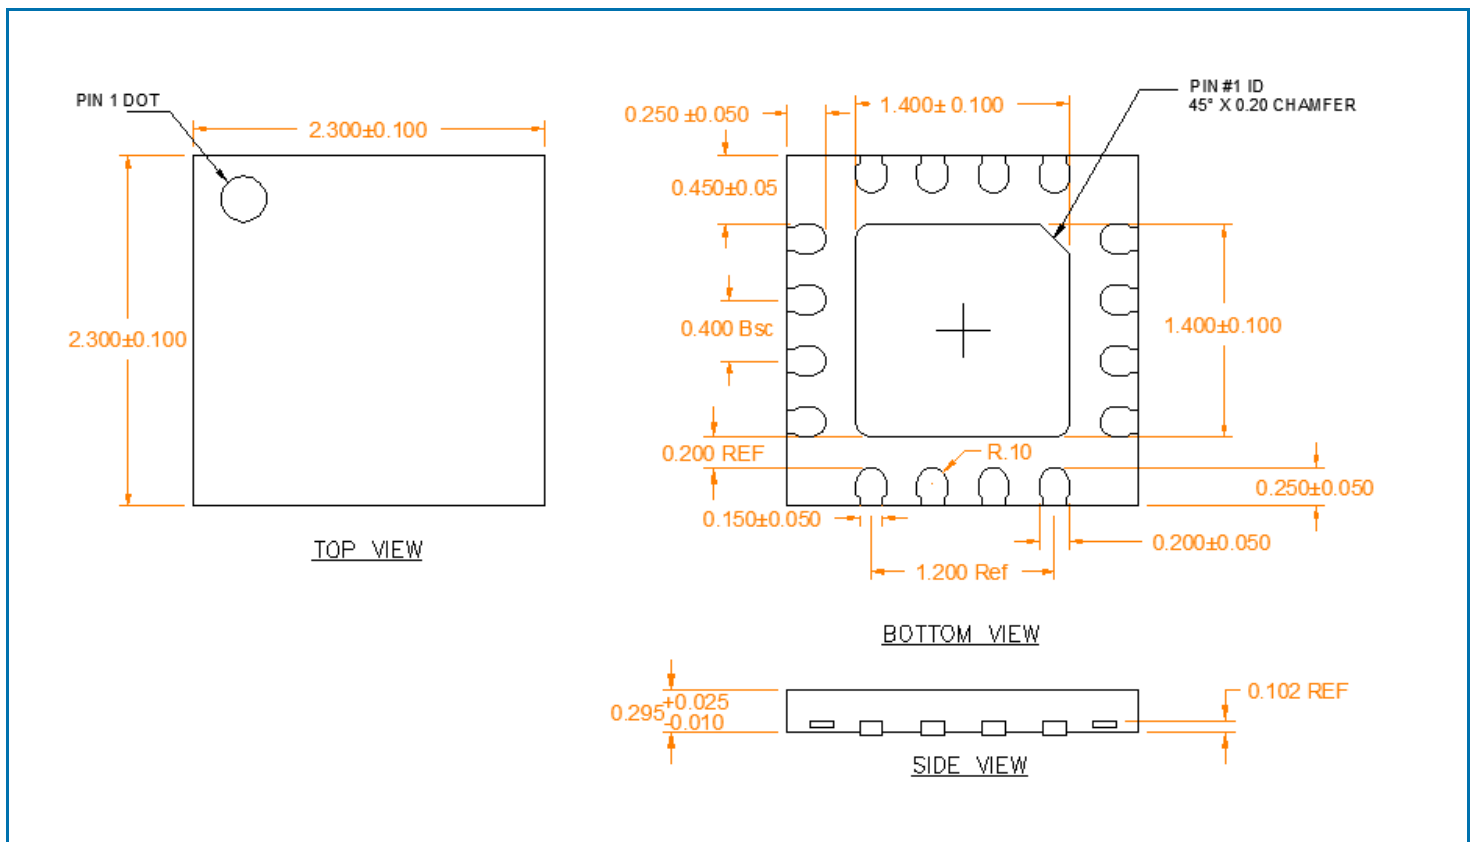 PIN 1 DOT
2.300±0.100
2.300±0.100
TOP VIEW
PIN #1 ID
45° X 0.20 CHAMFER
0.250 ±0.050
1.400± 0.100
0.450±0.05
0.400 Bsc
1.400±0.100
0.200 REF
R.10
0.250±0.050
0.150±0.050
0.200±0.050
1.200 Ref
BOTTOM VIEW
0.295 +0.025
-0.010
0.102 REF
SIDE VIEW